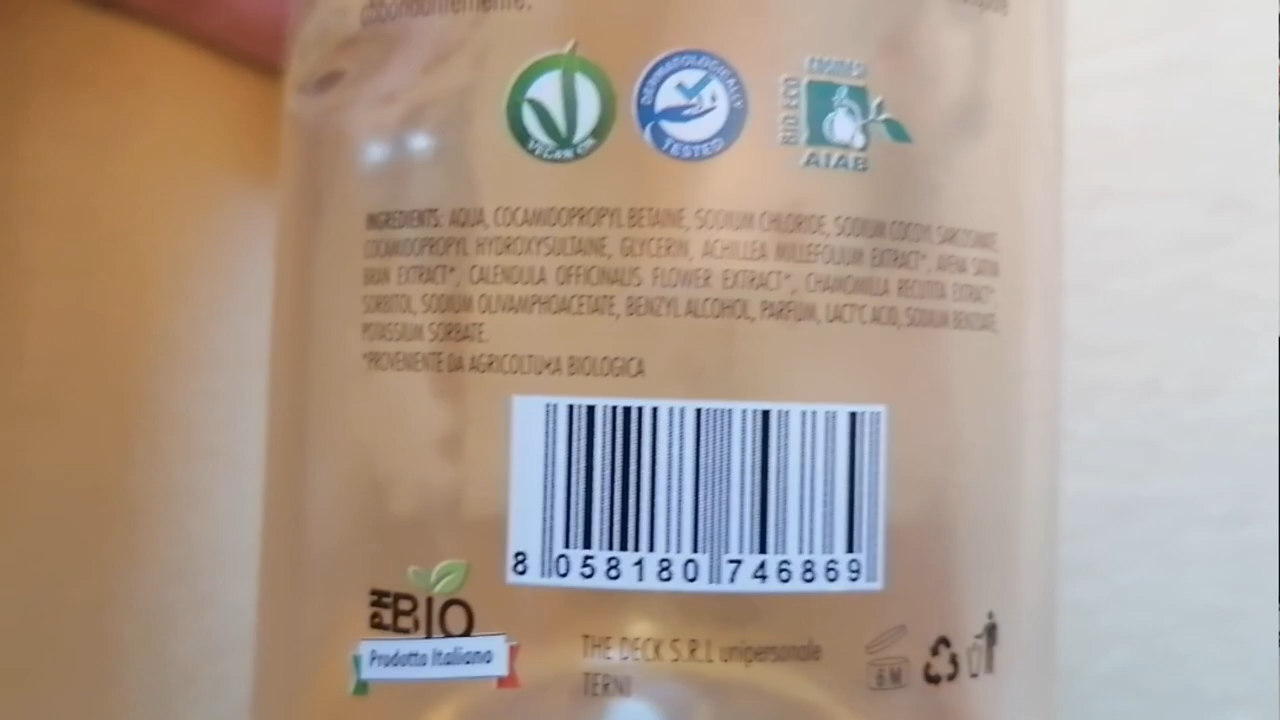 abbondantemente.
VEGAN OK
DERMATOLOGICALLY TESTED
COSMESI BIO ECO AIAB
INGREDIENTS: AQUA, COCAMIDOPROPYL BETAINE, SODIUM CHLORIDE, SODIUM COCOYL SARCOSINATE,
COCAMIDOPROPYL HYDROXYSULTAINE, GLYCERIN, ACHILLEA MILLEFOLIUM EXTRACT*, AVENA SATIVA
BRAN EXTRACT*, CALENDULA OFFICINALIS FLOWER EXTRACT*, CHAMOMILLA RECUTITA EXTRACT*,
SORBITOL, SODIUM OLIVAMPHOACETATE, BENZYL ALCOHOL, PARFUM, LACTIC ACID, SODIUM BENZOATE,
POTASSIUM SORBATE.
*PROVENIENTE DA AGRICOLTURA BIOLOGICA
8 058180 746869
PH BIO
Prodotto Italiano
THE DECK S.R.L unipersonale
TERNI
6 M